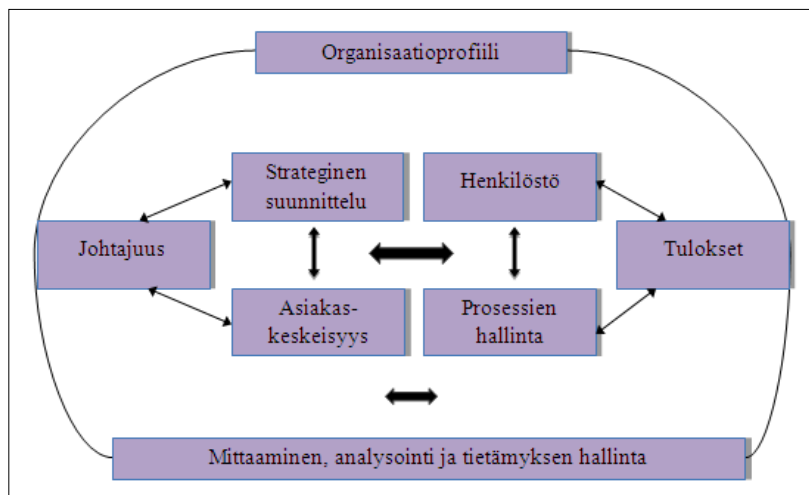 Organisaatioprofiili
Strateginen
suunnittelu
Henkilöstö
Johtajuus
Tulokset
Asiakas-
keskeisyys
Prosessien
hallinta
Mittaaminen, analysointi ja tietämyksen hallinta